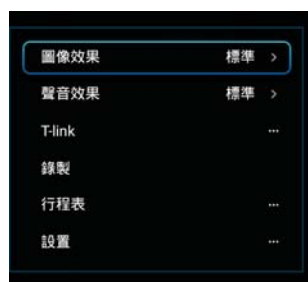 圖像效果 標準 >
聲音效果 標準 >
T-link ...
錄製
行程表 ...
設置 ...